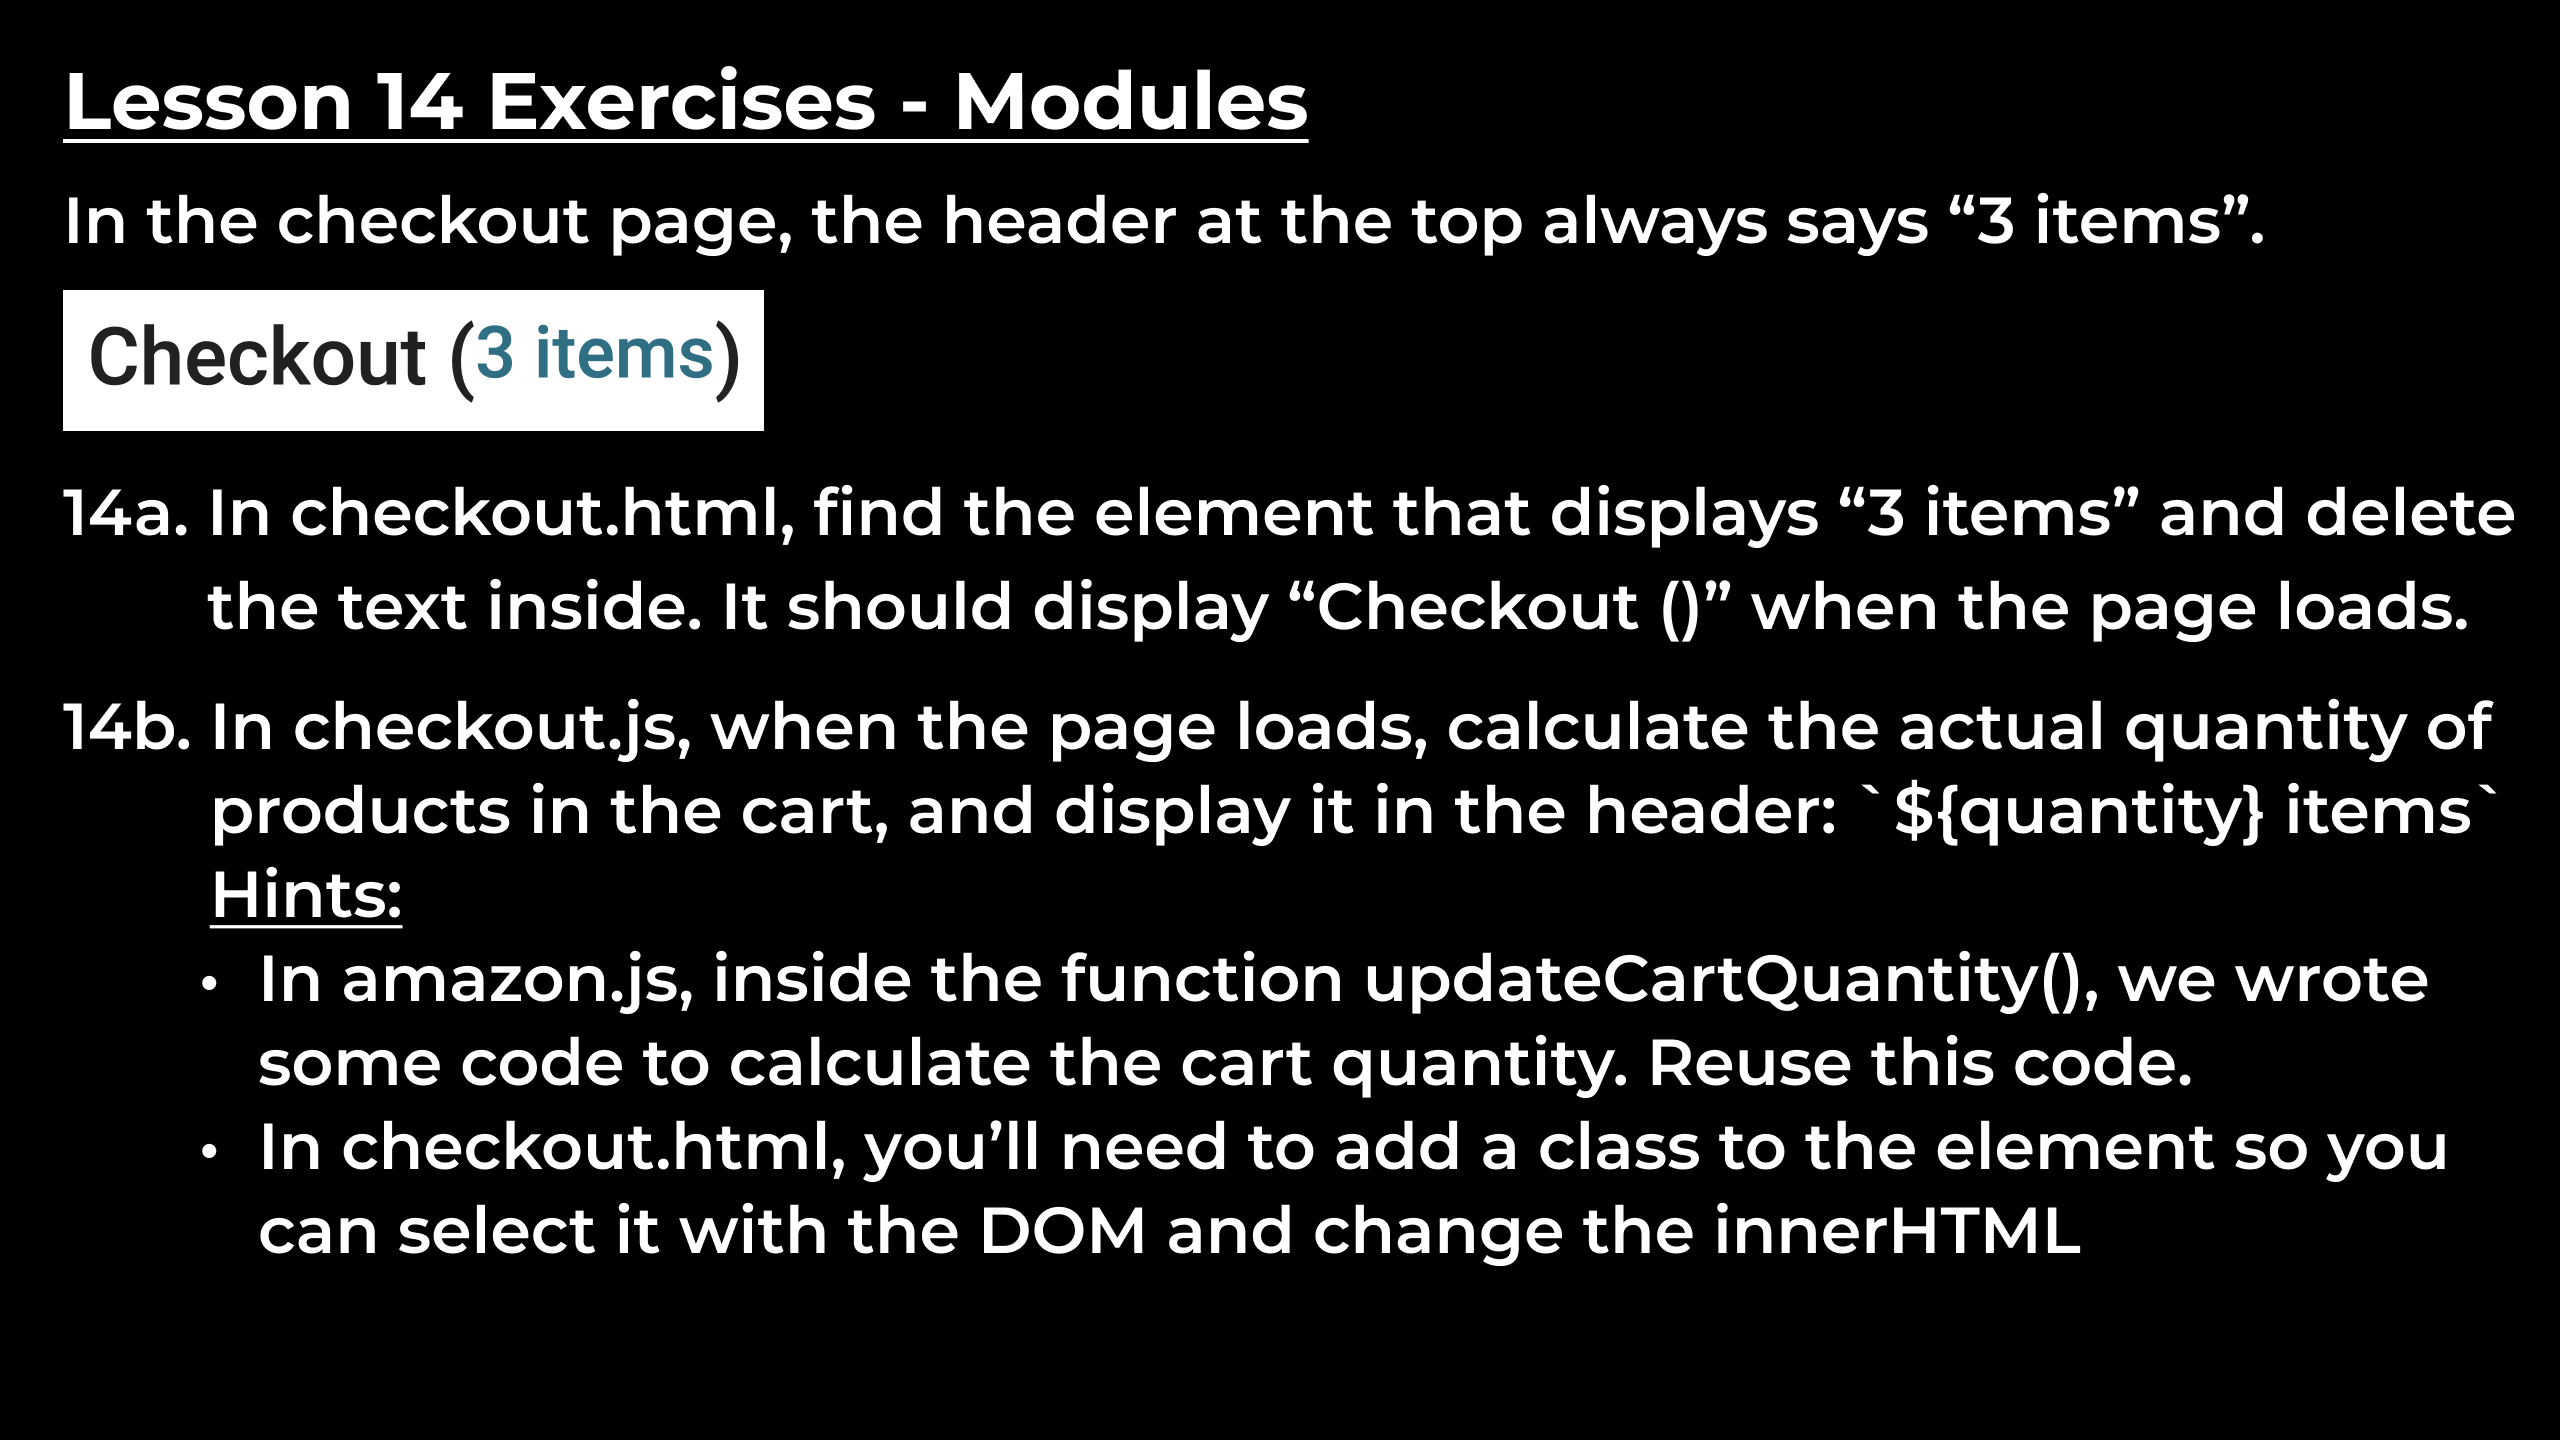 Lesson 14 Exercises - Modules
In the checkout page, the header at the top always says “3 items”.
Checkout (3 items)
14a. In checkout.html, find the element that displays “3 items” and delete
the text inside. It should display “Checkout ()” when the page loads.
14b. In checkout.js, when the page loads, calculate the actual quantity of
products in the cart, and display it in the header: `${quantity} items`
Hints:
• In amazon.js, inside the function updateCartQuantity(), we wrote
some code to calculate the cart quantity. Reuse this code.
• In checkout.html, you’ll need to add a class to the element so you
can select it with the DOM and change the innerHTML